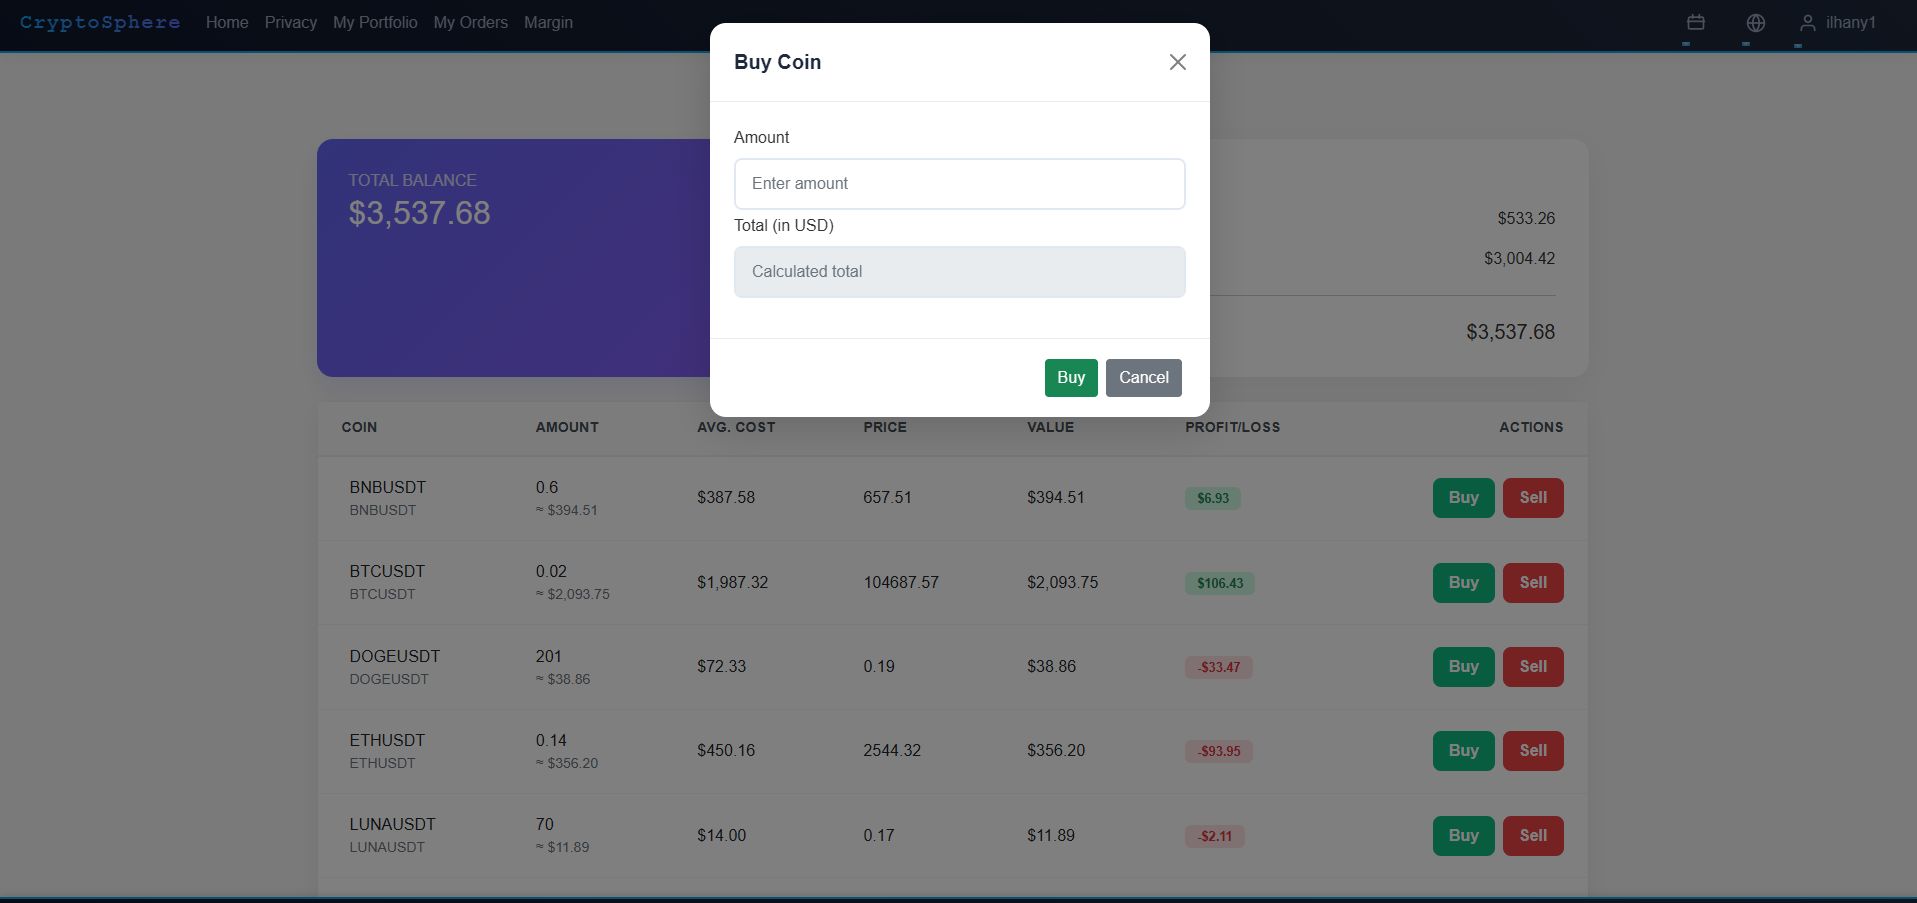 CryptoSphere Home Privacy My Portfolio My Orders Margin ilhany1
Buy Coin
Amount
Enter amount
Total (in USD)
Calculated total
Buy Cancel
TOTAL BALANCE
$3,537.68
$533.26
$3,004.42
$3,537.68
COIN AMOUNT AVG. COST PRICE VALUE PROFIT/LOSS ACTIONS
BNBUSDT 0.6 $387.58 657.51 $394.51 $6.93 Buy Sell
BNBUSDT ≈ $394.51
BTCUSDT 0.02 $1,987.32 104687.57 $2,093.75 $106.43 Buy Sell
BTCUSDT ≈ $2,093.75
DOGEUSDT 201 $72.33 0.19 $38.86 -$33.47 Buy Sell
DOGEUSDT ≈ $38.86
ETHUSDT 0.14 $450.16 2544.32 $356.20 -$93.95 Buy Sell
ETHUSDT ≈ $356.20
LUNAUSDT 70 $14.00 0.17 $11.89 -$2.11 Buy Sell
LUNAUSDT ≈ $11.89